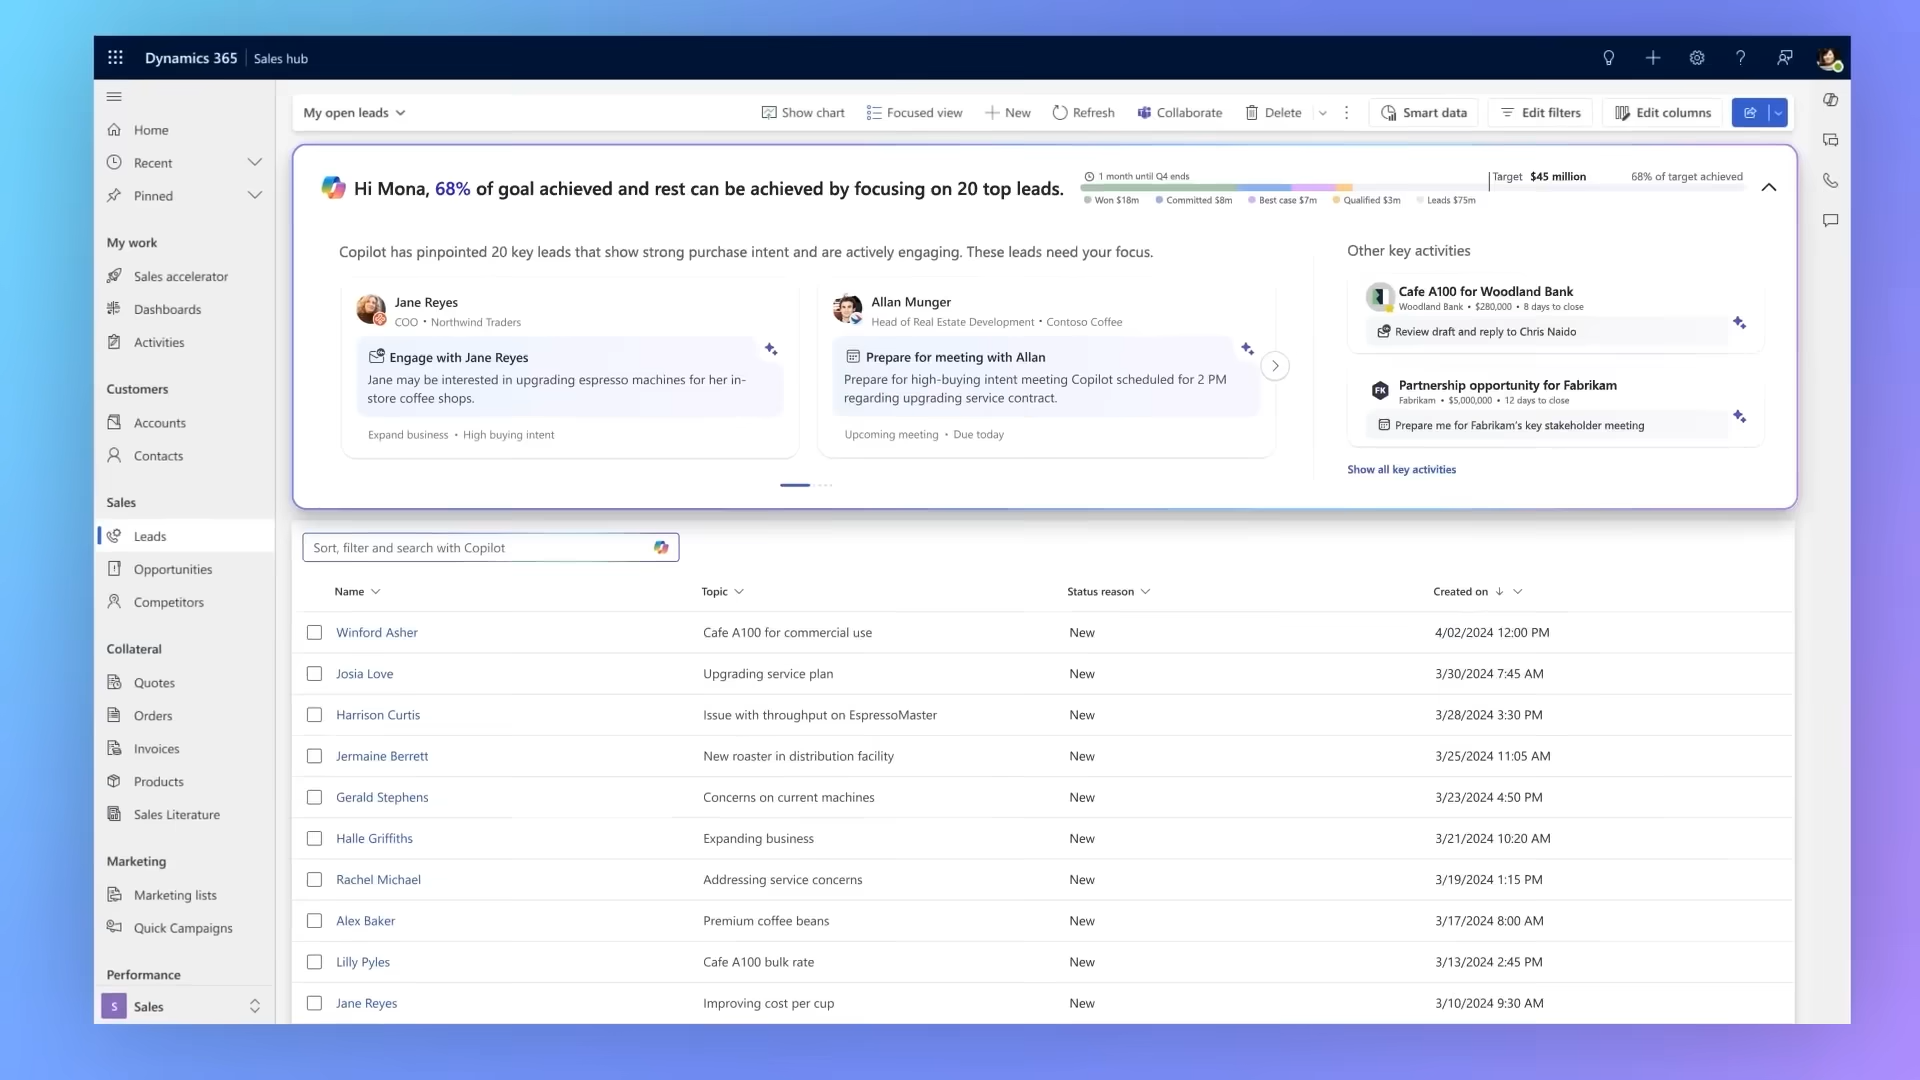 Dynamics 365 Sales hub
Home
Recent
Pinned
My work
Sales accelerator
Dashboards
Activities
Customers
Accounts
Contacts
Sales
Leads
Opportunities
Competitors
Collateral
Quotes
Orders
Invoices
Products
Sales Literature
Marketing
Marketing lists
Quick Campaigns
Performance
S Sales
My open leads Show chart Focused view New Refresh Collaborate Delete Smart data Edit filters Edit columns
Hi Mona, 68% of goal achieved and rest can be achieved by focusing on 20 top leads.
1 month until Q4 ends Target $45 million 68% of target achieved
Won $18m Committed $8m Best case $7m Qualified $3m Leads $75m
Copilot has pinpointed 20 key leads that show strong purchase intent and are actively engaging. These leads need your focus.
Jane Reyes
COO • Northwind Traders
Engage with Jane Reyes
Jane may be interested in upgrading espresso machines for her in-
store coffee shops.
Expand business • High buying intent
Allan Munger
Head of Real Estate Development • Contoso Coffee
Prepare for meeting with Allan
Prepare for high-buying intent meeting Copilot scheduled for 2 PM
regarding upgrading service contract.
Upcoming meeting • Due today
Other key activities
Cafe A100 for Woodland Bank
Woodland Bank • $280,000 • 8 days to close
Review draft and reply to Chris Naido
FK
Partnership opportunity for Fabrikam
Fabrikam • $5,000,000 • 12 days to close
Prepare me for Fabrikam's key stakeholder meeting
Show all key activities
Sort, filter and search with Copilot
Name Topic Status reason Created on
Winford Asher Cafe A100 for commercial use New 4/02/2024 12:00 PM
Josia Love Upgrading service plan New 3/30/2024 7:45 AM
Harrison Curtis Issue with throughput on EspressoMaster New 3/28/2024 3:30 PM
Jermaine Berrett New roaster in distribution facility New 3/25/2024 11:05 AM
Gerald Stephens Concerns on current machines New 3/23/2024 4:50 PM
Halle Griffiths Expanding business New 3/21/2024 10:20 AM
Rachel Michael Addressing service concerns New 3/19/2024 1:15 PM
Alex Baker Premium coffee beans New 3/17/2024 8:00 AM
Lilly Pyles Cafe A100 bulk rate New 3/13/2024 2:45 PM
Jane Reyes Improving cost per cup New 3/10/2024 9:30 AM